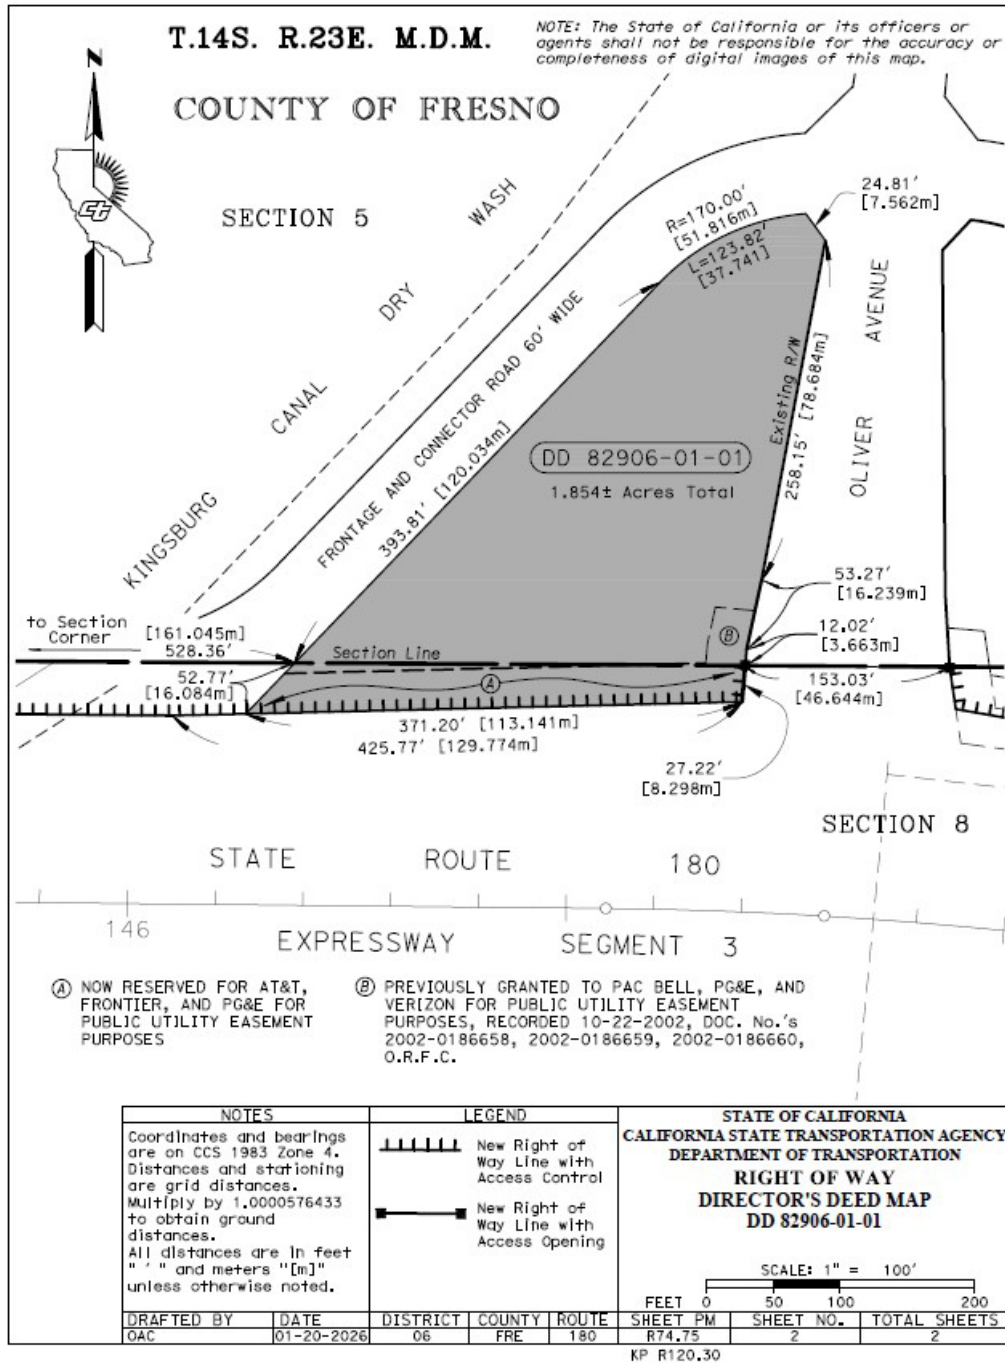 T.14S. R.23E. M.D.M.
NOTE: The State of California or its officers or
agents shall not be responsible for the accuracy or
completeness of digital images of this map.
N
COUNTY OF FRESNO
ct
SECTION 5
KINGSBURG CANAL DRY WASH
R=170.00'
[51.816m]
L=123.82'
[37.741]
24.81'
[7.562m]
FRONTAGE AND CONNECTOR ROAD 60' WIDE
393.81' [120.034m]
Existing R/W
258.15' [78.684m]
OLIVER AVENUE
DD 82906-01-01
1.854± Acres Total
53.27'
[16.239m]
12.02'
[3.663m]
to Section
Corner
[161.045m]
528.36'
Section Line
B
52.77'
[16.084m]
A
153.03'
[46.644m]
371.20' [113.141m]
425.77' [129.774m]
27.22'
[8.298m]
SECTION 8
STATE ROUTE 180
146
EXPRESSWAY SEGMENT 3
A NOW RESERVED FOR AT&T,
FRONTIER, AND PG&E FOR
PUBLIC UTILITY EASEMENT
PURPOSES
B PREVIOUSLY GRANTED TO PAC BELL, PG&E, AND
VERIZON FOR PUBLIC UTILITY EASEMENT
PURPOSES, RECORDED 10-22-2002, DOC. No.'s
2002-0186658, 2002-0186659, 2002-0186660,
O.R.F.C.
NOTES
Coordinates and bearings
are on CCS 1983 Zone 4.
Distances and stationing
are grid distances.
Multiply by 1.0000576433
to obtain ground
distances.
All distances are in feet
" ' " and meters "[m]"
unless otherwise noted.
LEGEND
New Right of
Way Line with
Access Control
New Right of
Way Line with
Access Opening
STATE OF CALIFORNIA
CALIFORNIA STATE TRANSPORTATION AGENCY
DEPARTMENT OF TRANSPORTATION
RIGHT OF WAY
DIRECTOR'S DEED MAP
DD 82906-01-01
SCALE: 1" = 100'
FEET 0 50 100 200
DRAFTED BY DATE DISTRICT COUNTY ROUTE SHEET PM SHEET NO. TOTAL SHEETS
OAC 01-20-2026 06 FRE 180 R74.75 2 2
KP R120.30